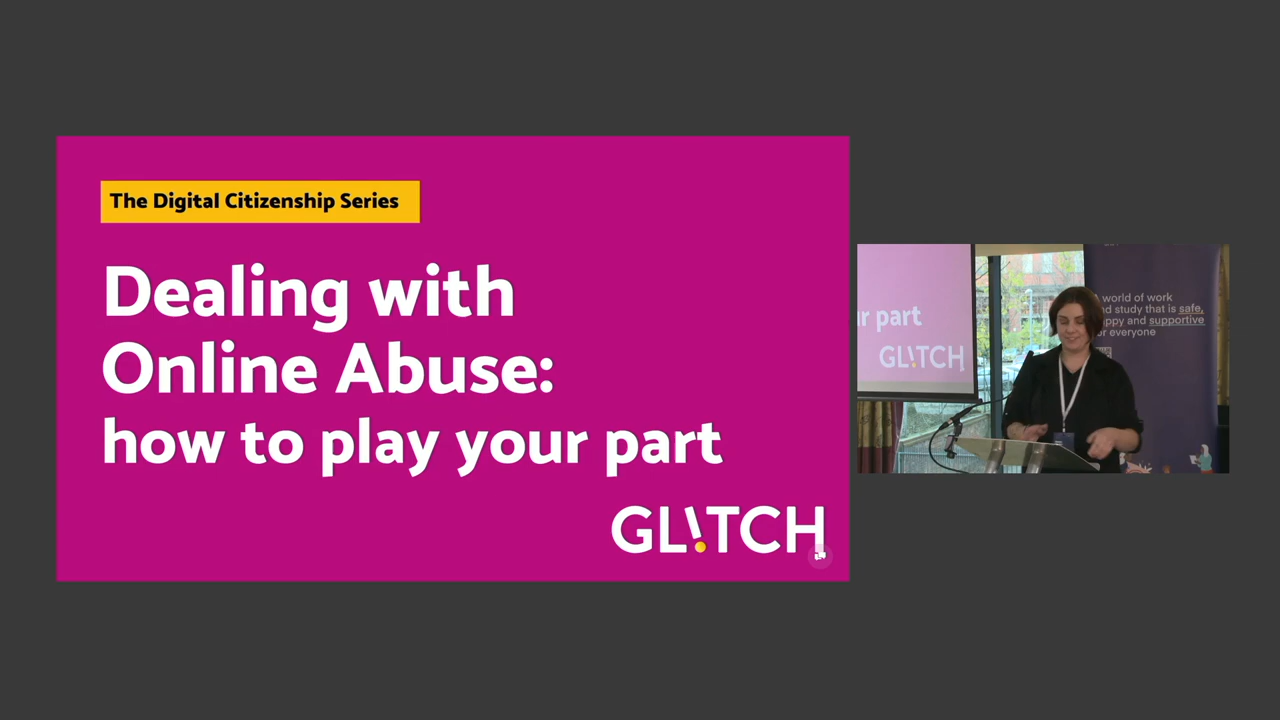 The Digital Citizenship Series
Dealing with
Online Abuse:
how to play your part
GL!TCH
r part
GL!TCH
world of work
nd study that is safe,
ppy and supportive
r everyone